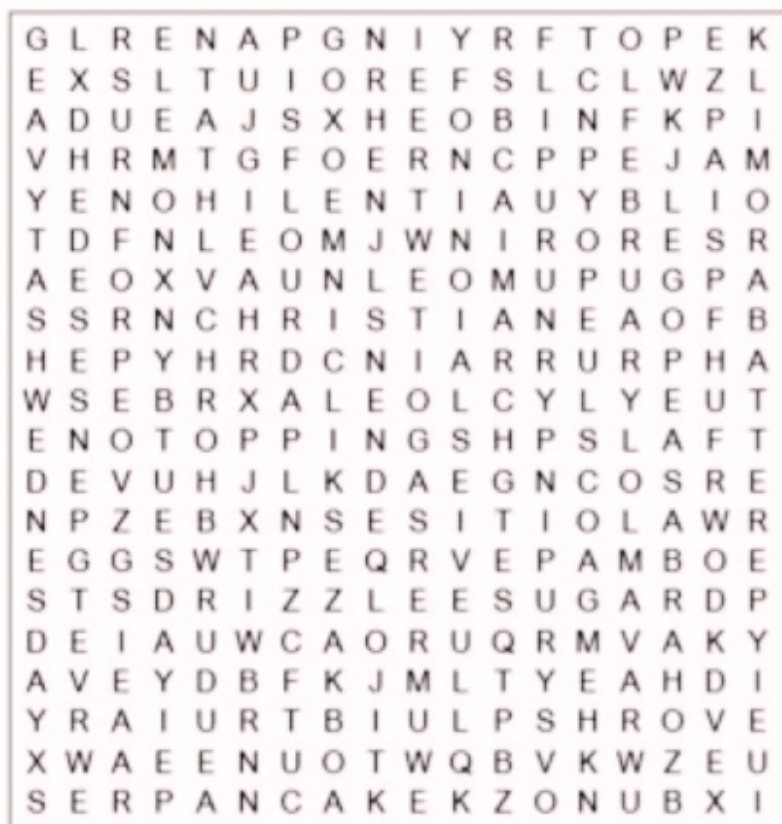 G L R E N A P G N I Y R F T O P E K
E X S L T U I O R E F S L C L W Z L
A D U E A J S X H E O B I N F K P I
V H R M T G F O E R N C P P E J A M
Y E N O H I L E N T I A U Y B L I O
T D F N L E O M J W N I R O R E S R
A E O X V A U N L E O M U P U G P A
S S R N C H R I S T I A N E A O F B
H E P Y H R D C N I A R R U R P H A
W S E B R X A L E O L C Y L Y E U T
E N O T O P P I N G S H P S L A F T
D E V U H J L K D A E G N C O S R E
N P Z E B X N S E S I T I O L A W R
E G G S W T P E Q R V E P A M B O E
S T S D R I Z Z L E E S U G A R D P
D E I A U W C A O R U Q R M V A K Y
A V E Y D B F K J M L T Y E A H D I
Y R A I U R T B I U L P S H R O V E
X W A E E N U O T W Q B V K W Z E U
S E R P A N C A K E K Z O N U B X I